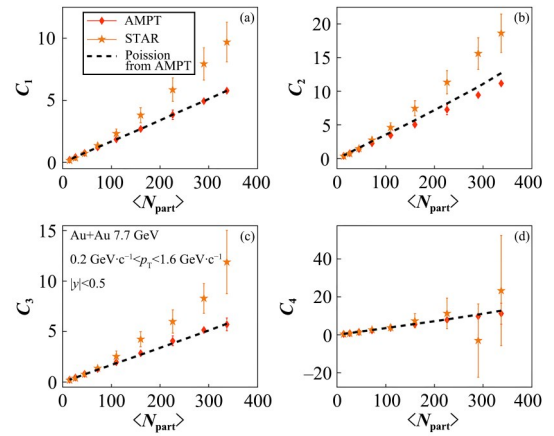 (a)
AMPT
STAR
Poission
from AMPT
C1
10
5
0
0 100 200 300 400
⟨Npart⟩
(b)
C2
20
15
10
5
0
0 100 200 300 400
⟨Npart⟩
(c)
Au+Au 7.7 GeV
0.2 GeV·c⁻¹<pT<1.6 GeV·c⁻¹
|y|<0.5
C3
15
10
5
0
0 100 200 300 400
⟨Npart⟩
(d)
C4
40
20
0
−20
0 100 200 300 400
⟨Npart⟩